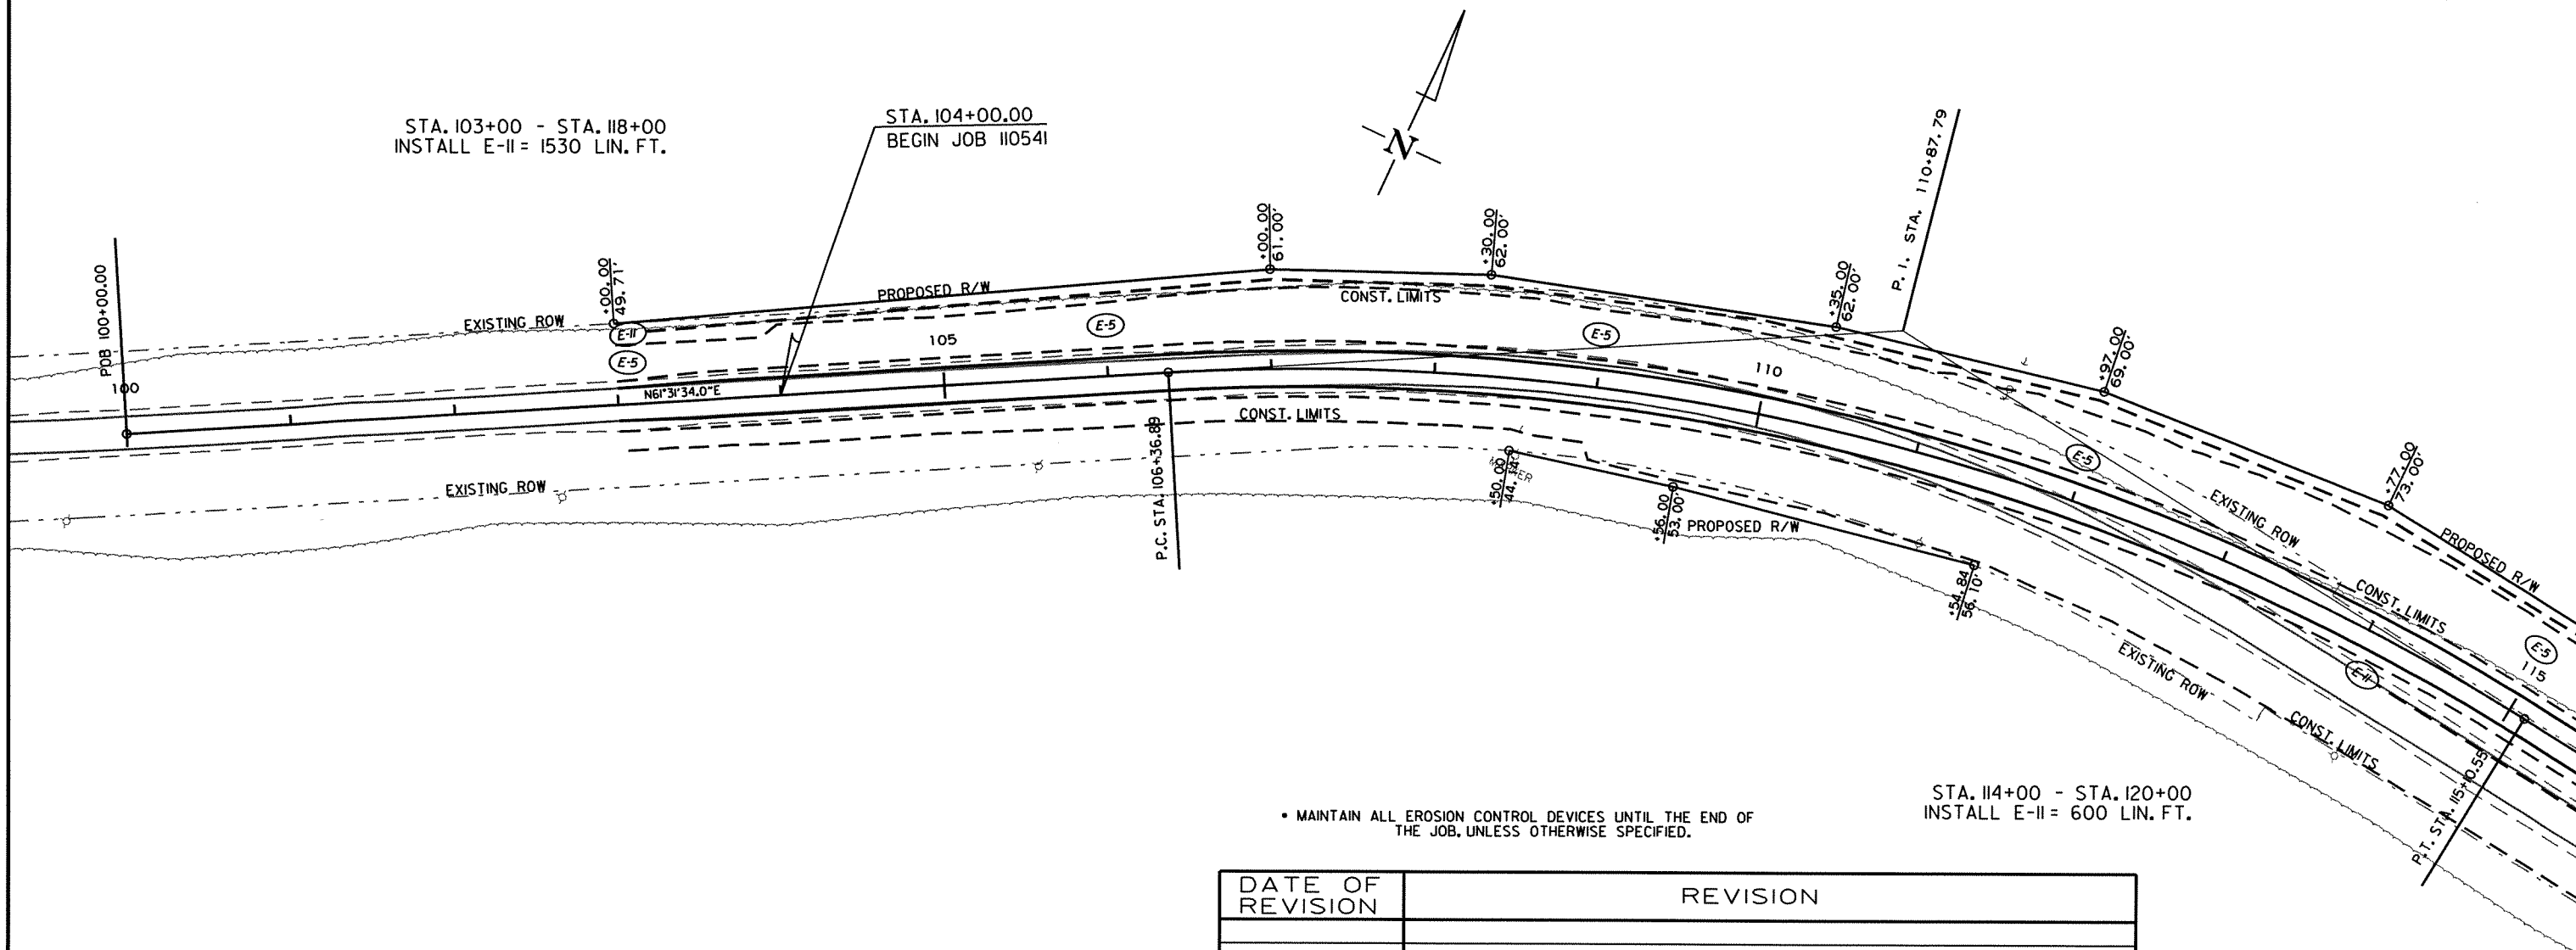 STA. 103+00 - STA. 118+00
INSTALL E-11 = 1530 LIN. FT.
STA. 104+00.00
BEGIN JOB 110541
N
P. I. STA. 110+87.79
POB 100+00.00
100
EXISTING ROW
+00.00
49.71'
E-11
E-5
PROPOSED R/W
105
E-5
+00.00
61.00'
CONST. LIMITS
+30.00
62.00'
E-5
+35.00
62.00'
110
+97.00
69.00'
E-5
+77.00
73.00'
N61°31'34.0"E
CONST. LIMITS
EXISTING ROW
P.C. STA. 106+36.89
+50.00
44.14'
+56.00
53.00'
PROPOSED R/W
+54.84
56.10'
EXISTING ROW
PROPOSED R/W
CONST. LIMITS
E-5
115
EXISTING ROW
E-11
CONST. LIMITS
P.T. STA. 115+10.55
STA. 114+00 - STA. 120+00
INSTALL E-11 = 600 LIN. FT.
• MAINTAIN ALL EROSION CONTROL DEVICES UNTIL THE END OF
THE JOB, UNLESS OTHERWISE SPECIFIED.
DATE OF
REVISION
REVISION